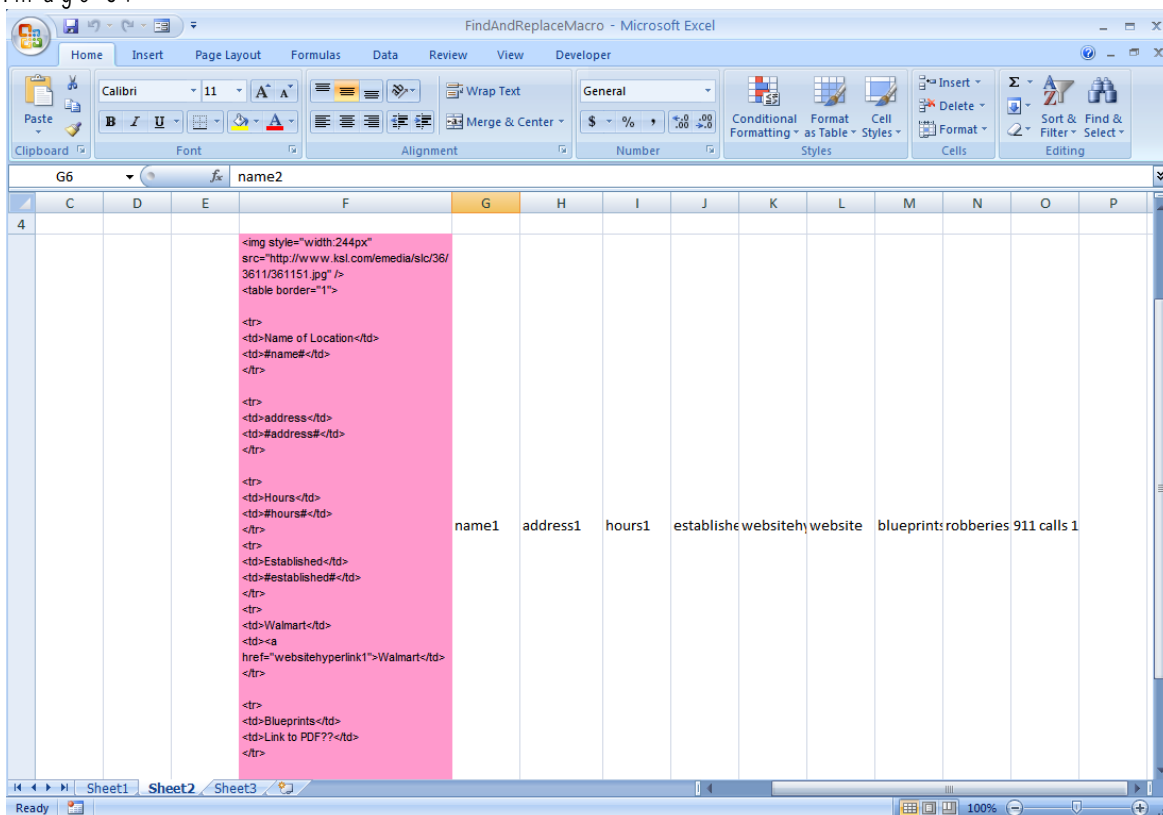 FindAndReplaceMacro - Microsoft Excel
Home Insert Page Layout Formulas Data Review View Developer
Paste
Calibri 11
B I U
Wrap Text
Merge & Center
General
$ % ,
Conditional Formatting
Format as Table
Cell Styles
Insert
Delete
Format
Sort & Filter
Find & Select
Clipboard Font Alignment Number Styles Cells Editing
G6 fx name2
C D E F G H I J K L M N O P
4
<img style="width:244px"
src="http://www.ksl.com/emedia/slc/36/
3611/361151.jpg" />
<table border="1">
<tr>
<td>Name of Location</td>
<td>#name#</td>
</tr>
<tr>
<td>address</td>
<td>#address#</td>
</tr>
<tr>
<td>Hours</td>
<td>#hours#</td>
</tr>
<tr>
<td>Established</td>
<td>#established#</td>
</tr>
<tr>
<td>Walmart</td>
<td><a
href="websitehyperlink1">Walmart</td>
</tr>
<tr>
<td>Blueprints</td>
<td>Link to PDF??</td>
</tr>
name1 address1 hours1 establishe websitehy website blueprints robberies 911 calls 1
Sheet1 Sheet2 Sheet3
Ready 100%